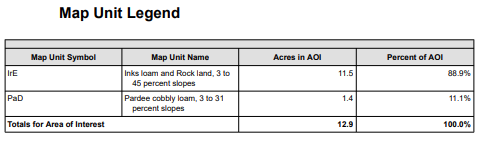 Map Unit Legend
Map Unit Symbol Map Unit Name Acres in AOI Percent of AOI
IrE Inks loam and Rock land, 3 to 11.5 88.9%
45 percent slopes
PaD Pardee cobbly loam, 3 to 31 1.4 11.1%
percent slopes
Totals for Area of Interest 12.9 100.0%